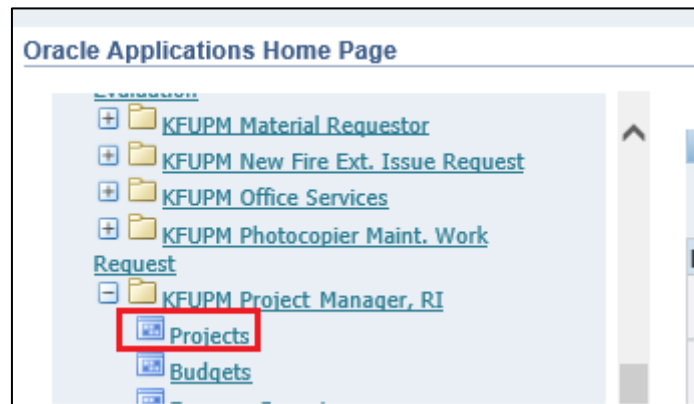 Oracle Applications Home Page
Evaluation
KFUPM Material Requestor
KFUPM New Fire Ext. Issue Request
KFUPM Office Services
KFUPM Photocopier Maint. Work
Request
KFUPM Project Manager, RI
Projects
Budgets